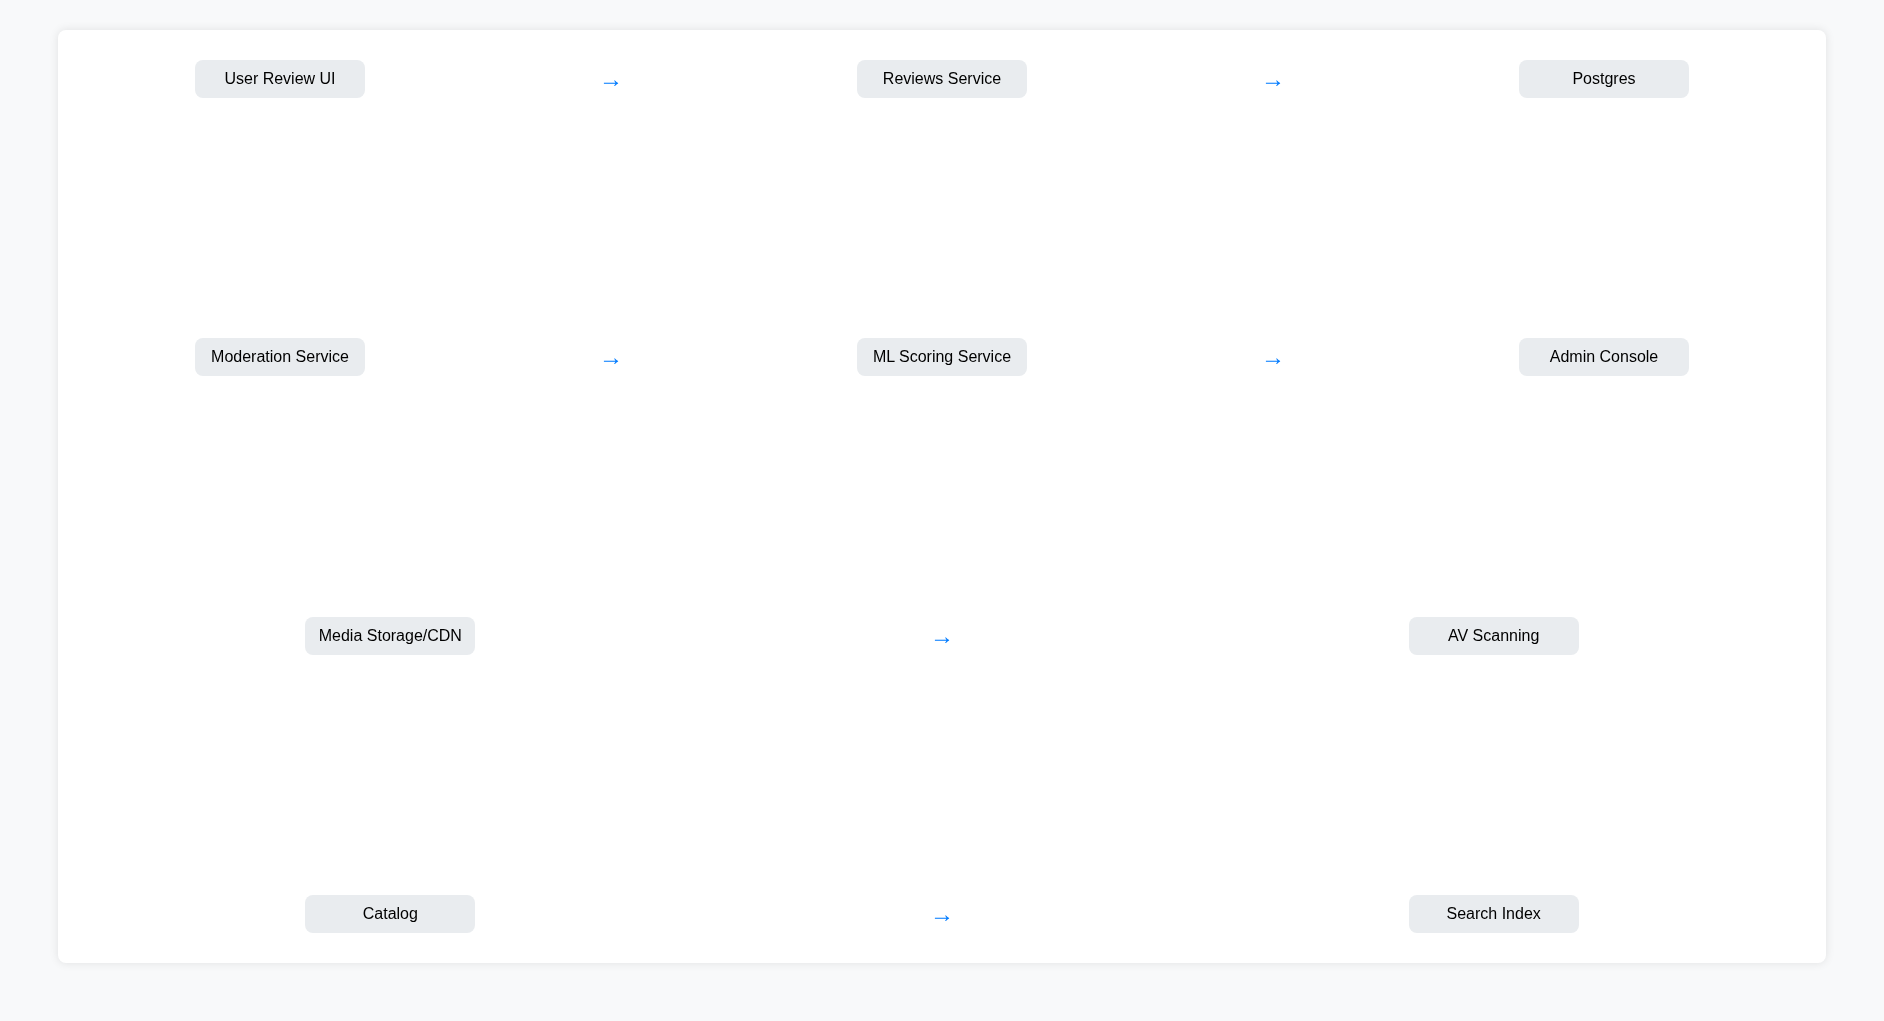 User Review UI → Reviews Service → Postgres
Moderation Service → ML Scoring Service → Admin Console
Media Storage/CDN → AV Scanning
Catalog → Search Index